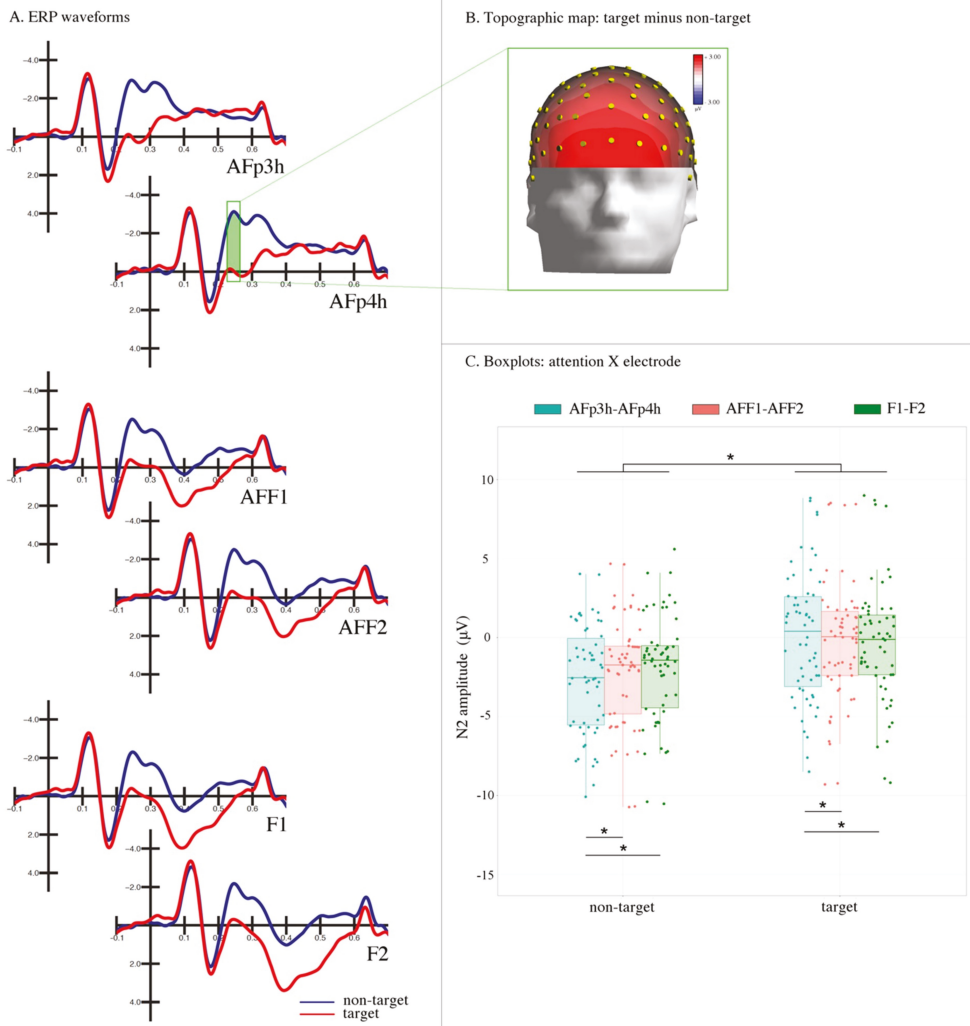 A. ERP waveforms
-4.0
-2.0
-0.1 0.1 0.2 0.3 0.4 0.5 0.6
2.0
4.0
AFp3h
-4.0
-2.0
-0.1 0.1 0.2 0.3 0.4 0.5 0.6
2.0
4.0
AFp4h
-4.0
-2.0
-0.1 0.1 0.2 0.3 0.4 0.5 0.6
2.0
4.0
AFF1
-4.0
-2.0
-0.1 0.1 0.2 0.3 0.4 0.5 0.6
2.0
4.0
AFF2
-4.0
-2.0
-0.1 0.1 0.2 0.3 0.4 0.5 0.6
2.0
4.0
F1
-4.0
-2.0
-0.1 0.1 0.2 0.3 0.4 0.5 0.6
2.0
4.0
F2
non-target
target
B. Topographic map: target minus non-target
+ 3.00
3.00
µV
C. Boxplots: attention X electrode
AFp3h-AFp4h AFF1-AFF2 F1-F2
N2 amplitude (µV)
10
5
0
-5
-10
-15
*
* *
* *
non-target target